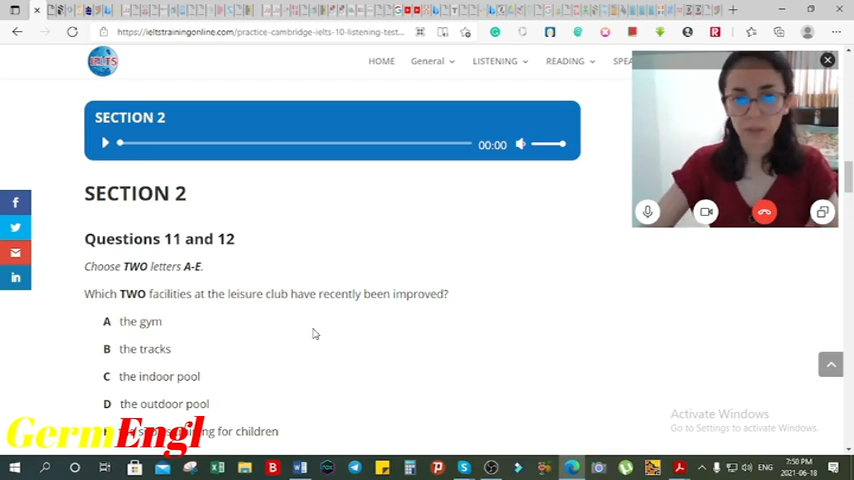 https://ieltstrainingonline.com/practice-cambridge-ielts-10-listening-test...
IELTS
HOME General LISTENING READING
SECTION 2
00:00
SECTION 2
Questions 11 and 12
Choose TWO letters A-E.
Which TWO facilities at the leisure club have recently been improved?
A the gym
B the tracks
C the indoor pool
D the outdoor pool
for children
GermEngl
Activate Windows
Go to Settings to activate Windows.
ENG
7:50 PM
2021-06-18